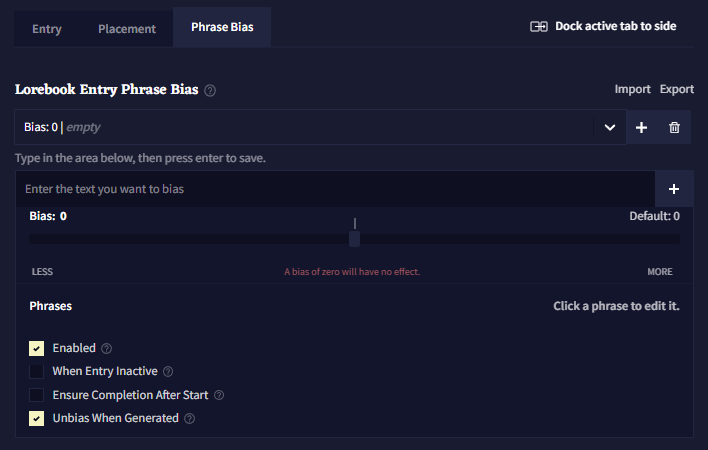 Entry Placement Phrase Bias Dock active tab to side
Lorebook Entry Phrase Bias Import Export
Bias: 0 | empty
Type in the area below, then press enter to save.
Enter the text you want to bias
Bias: 0 Default: 0
LESS A bias of zero will have no effect. MORE
Phrases Click a phrase to edit it.
Enabled
When Entry Inactive
Ensure Completion After Start
Unbias When Generated